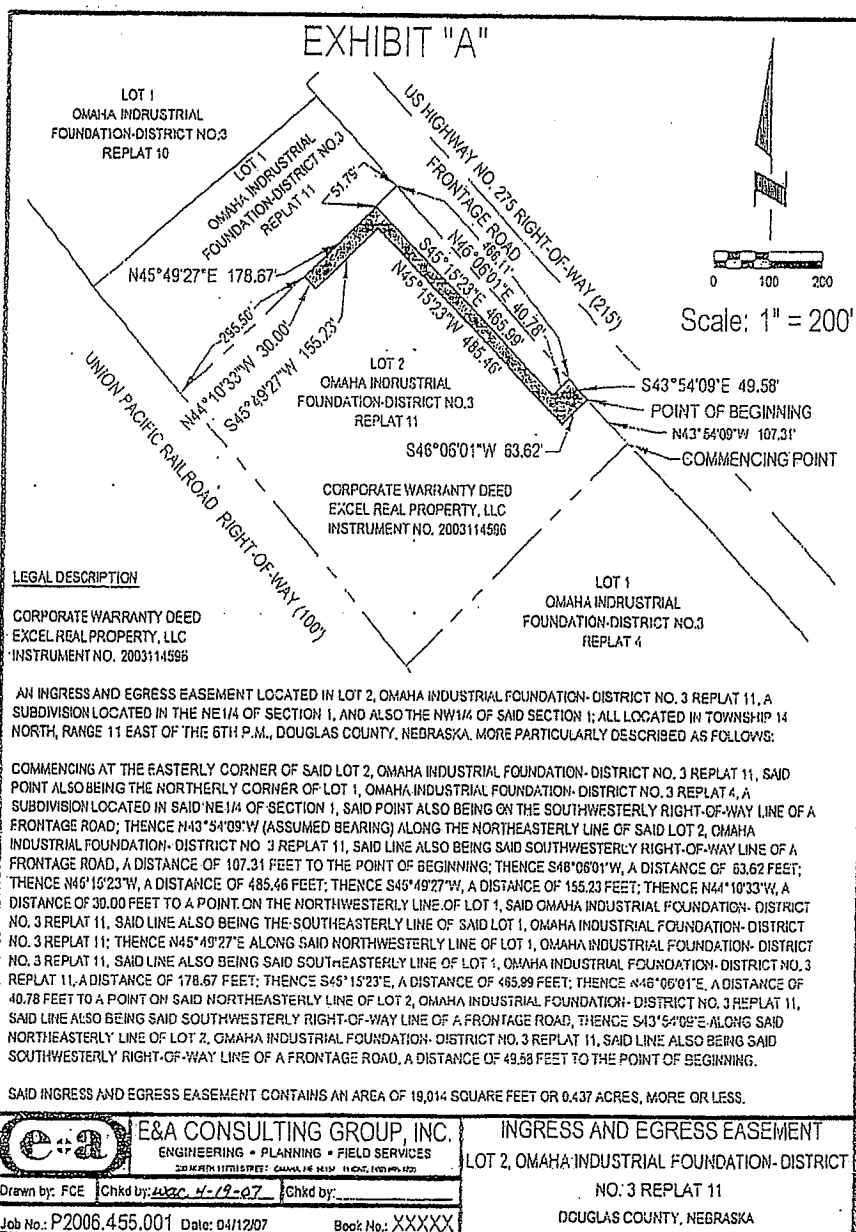 EXHIBIT "A"
LOT 1
OMAHA INDRUSTRIAL
FOUNDATION-DISTRICT NO.3
REPLAT 10
LOT 1
OMAHA INDRUSTRIAL
FOUNDATION-DISTRICT NO.3
REPLAT 11
US HIGHWAY NO. 275 RIGHT-OF-WAY (215')
FRONTAGE ROAD
51.79'
466.11'
N46°06'01"E 40.78'
S45°15'23"E 465.99'
N45°15'23"W 485.46'
N45°49'27"E 178.67'
295.50'
N44°10'33"W 30.00'
S45°49'27"W 155.23'
0 100 200
Scale: 1" = 200'
UNION PACIFIC RAILROAD RIGHT-OF-WAY (100')
LOT 2
OMAHA INDRUSTRIAL
FOUNDATION-DISTRICT NO.3
REPLAT 11
S43°54'09"E 49.58'
POINT OF BEGINNING
N43°54'09"W 107.31'
COMMENCING POINT
S46°06'01"W 63.62'
CORPORATE WARRANTY DEED
EXCEL REAL PROPERTY, LLC
INSTRUMENT NO. 2003114596
LOT 1
OMAHA INDRUSTRIAL
FOUNDATION-DISTRICT NO.3
REPLAT 4
LEGAL DESCRIPTION
CORPORATE WARRANTY DEED
EXCEL REAL PROPERTY, LLC
INSTRUMENT NO. 2003114596
AN INGRESS AND EGRESS EASEMENT LOCATED IN LOT 2, OMAHA INDUSTRIAL FOUNDATION- DISTRICT NO. 3 REPLAT 11, A
SUBDIVISION LOCATED IN THE NE1/4 OF SECTION 1, AND ALSO THE NW1/4 OF SAID SECTION 1; ALL LOCATED IN TOWNSHIP 14
NORTH, RANGE 11 EAST OF THE 6TH P.M., DOUGLAS COUNTY, NEBRASKA, MORE PARTICULARLY DESCRIBED AS FOLLOWS:
COMMENCING AT THE EASTERLY CORNER OF SAID LOT 2, OMAHA INDUSTRIAL FOUNDATION- DISTRICT NO. 3 REPLAT 11, SAID
POINT ALSO BEING THE NORTHERLY CORNER OF LOT 1, OMAHA INDUSTRIAL FOUNDATION- DISTRICT NO. 3 REPLAT 4, A
SUBDIVISION LOCATED IN SAID NE1/4 OF SECTION 1, SAID POINT ALSO BEING ON THE SOUTHWESTERLY RIGHT-OF-WAY LINE OF A
FRONTAGE ROAD; THENCE N43°54'09"W (ASSUMED BEARING) ALONG THE NORTHEASTERLY LINE OF SAID LOT 2, OMAHA
INDUSTRIAL FOUNDATION- DISTRICT NO 3 REPLAT 11, SAID LINE ALSO BEING SAID SOUTHWESTERLY RIGHT-OF-WAY LINE OF A
FRONTAGE ROAD, A DISTANCE OF 107.31 FEET TO THE POINT OF BEGINNING; THENCE S46°06'01"W, A DISTANCE OF 63.62 FEET;
THENCE N45°15'23"W, A DISTANCE OF 485.46 FEET; THENCE S45°49'27"W, A DISTANCE OF 155.23 FEET; THENCE N44°10'33"W, A
DISTANCE OF 30.00 FEET TO A POINT ON THE NORTHWESTERLY LINE OF LOT 1, SAID OMAHA INDUSTRIAL FOUNDATION- DISTRICT
NO. 3 REPLAT 11, SAID LINE ALSO BEING THE SOUTHEASTERLY LINE OF SAID LOT 1, OMAHA INDUSTRIAL FOUNDATION- DISTRICT
NO. 3 REPLAT 11; THENCE N45°49'27"E ALONG SAID NORTHWESTERLY LINE OF LOT 1, OMAHA INDUSTRIAL FOUNDATION- DISTRICT
NO. 3 REPLAT 11, SAID LINE ALSO BEING SAID SOUTHEASTERLY LINE OF LOT 1, OMAHA INDUSTRIAL FOUNDATION- DISTRICT NO. 3
REPLAT 11, A DISTANCE OF 178.67 FEET; THENCE S45°15'23"E, A DISTANCE OF 465.99 FEET; THENCE N46°06'01"E, A DISTANCE OF
40.78 FEET TO A POINT ON SAID NORTHEASTERLY LINE OF LOT 2, OMAHA INDUSTRIAL FOUNDATION- DISTRICT NO. 3 REPLAT 11,
SAID LINE ALSO BEING SAID SOUTHWESTERLY RIGHT-OF-WAY LINE OF A FRONTAGE ROAD, THENCE S43°54'09"E ALONG SAID
NORTHEASTERLY LINE OF LOT 2, OMAHA INDUSTRIAL FOUNDATION- DISTRICT NO. 3 REPLAT 11, SAID LINE ALSO BEING SAID
SOUTHWESTERLY RIGHT-OF-WAY LINE OF A FRONTAGE ROAD, A DISTANCE OF 49.58 FEET TO THE POINT OF BEGINNING.
SAID INGRESS AND EGRESS EASEMENT CONTAINS AN AREA OF 19,014 SQUARE FEET OR 0.437 ACRES, MORE OR LESS.
e+a
E&A CONSULTING GROUP, INC.
ENGINEERING • PLANNING • FIELD SERVICES
Drawn by: FCE Chkd by: wac 4-19-07 Chkd by:
Job No.: P2006.455.001 Date: 04/12/07 Book No.: XXXXX
INGRESS AND EGRESS EASEMENT
LOT 2, OMAHA INDUSTRIAL FOUNDATION- DISTRICT
NO. 3 REPLAT 11
DOUGLAS COUNTY, NEBRASKA